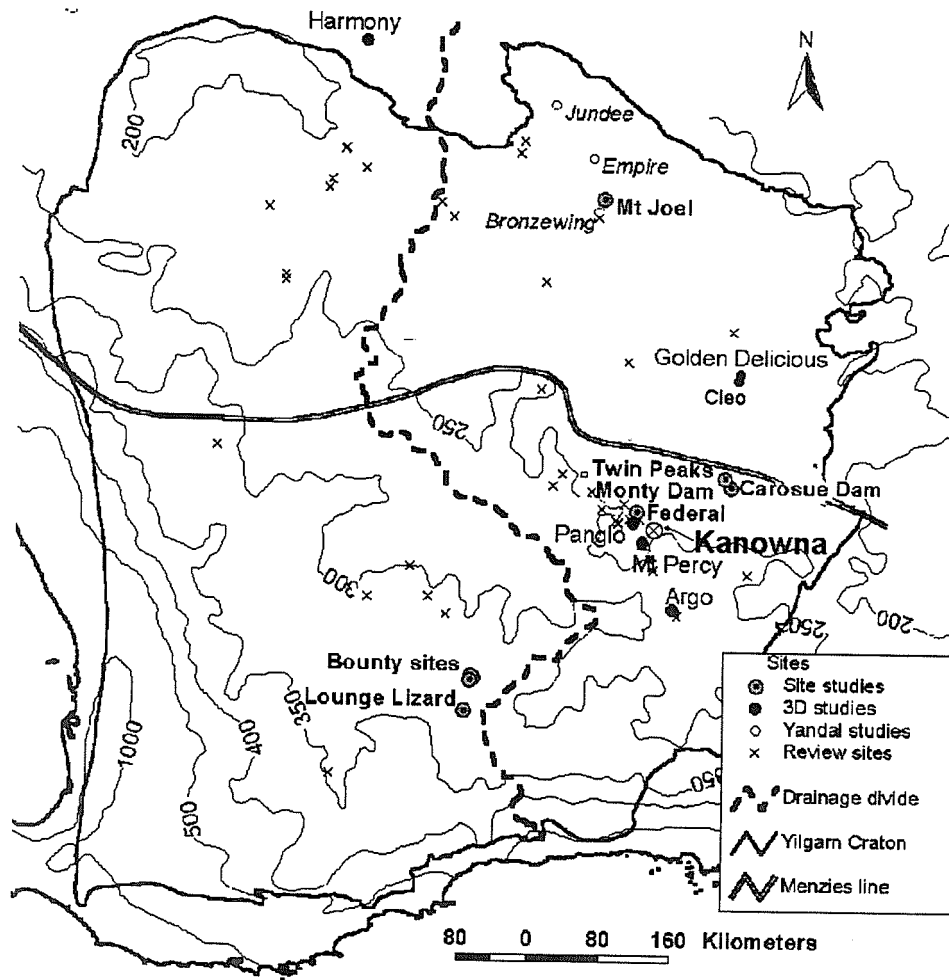 Harmony
N
200
Jundee
Empire
Mt Joel
Bronzewing
Golden Delicious
Cleo
250
Twin Peaks
Monty Dam
Carosue Dam
Federal
Panglo
Kanowna
Mt Percy
300
Argo
250
200
Bounty sites
Lounge Lizard
350
400
1000
500
Sites
Site studies
3D studies
Yandal studies
Review sites
Drainage divide
Yilgarn Craton
Menzies line
80 0 80 160 Kilometers